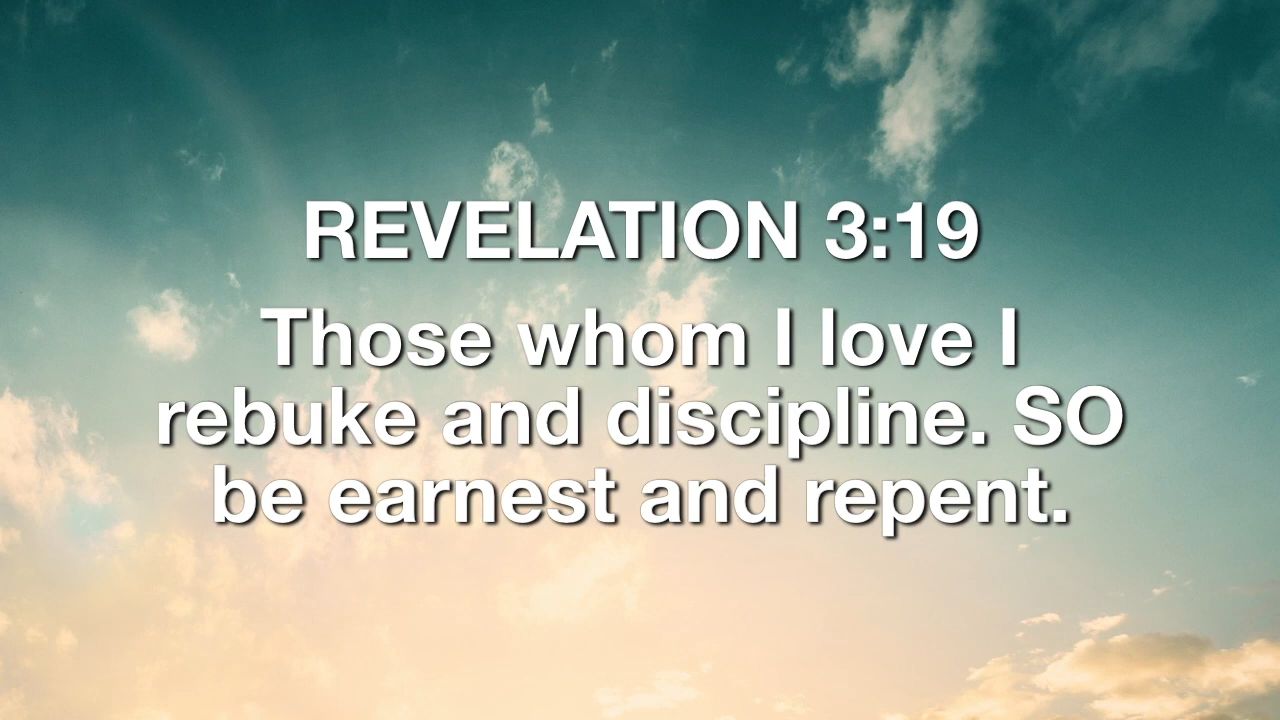 REVELATION 3:19
Those whom I love I
rebuke and discipline. SO
be earnest and repent.